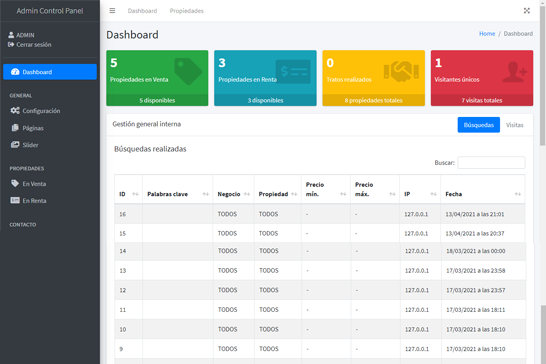 Admin Control Panel
ADMIN
Cerrar sesión
Dashboard
GENERAL
Configuración
Páginas
Slider
PROPIEDADES
En Venta
En Renta
CONTACTO
Dashboard Propiedades
Dashboard
Home / Dashboard
5
Propiedades en Venta
5 disponibles
3
Propiedades en Renta
3 disponibles
0
Tratos realizados
8 propiedades totales
1
Visitantes únicos
7 visitas totales
Gestión general interna
Búsquedas Visitas
Búsquedas realizadas
Buscar:
ID Palabras clave Negocio Propiedad Precio mín. Precio máx. IP Fecha
16 TODOS TODOS - - 127.0.0.1 13/04/2021 a las 21:01
15 TODOS TODOS - - 127.0.0.1 13/04/2021 a las 20:37
14 TODOS TODOS - - 127.0.0.1 18/03/2021 a las 00:00
13 TODOS TODOS - - 127.0.0.1 17/03/2021 a las 23:58
12 TODOS TODOS - - 127.0.0.1 17/03/2021 a las 23:57
11 TODOS TODOS - - 127.0.0.1 17/03/2021 a las 18:11
10 TODOS TODOS - - 127.0.0.1 17/03/2021 a las 18:10
9 TODOS TODOS - - 127.0.0.1 17/03/2021 a las 18:10